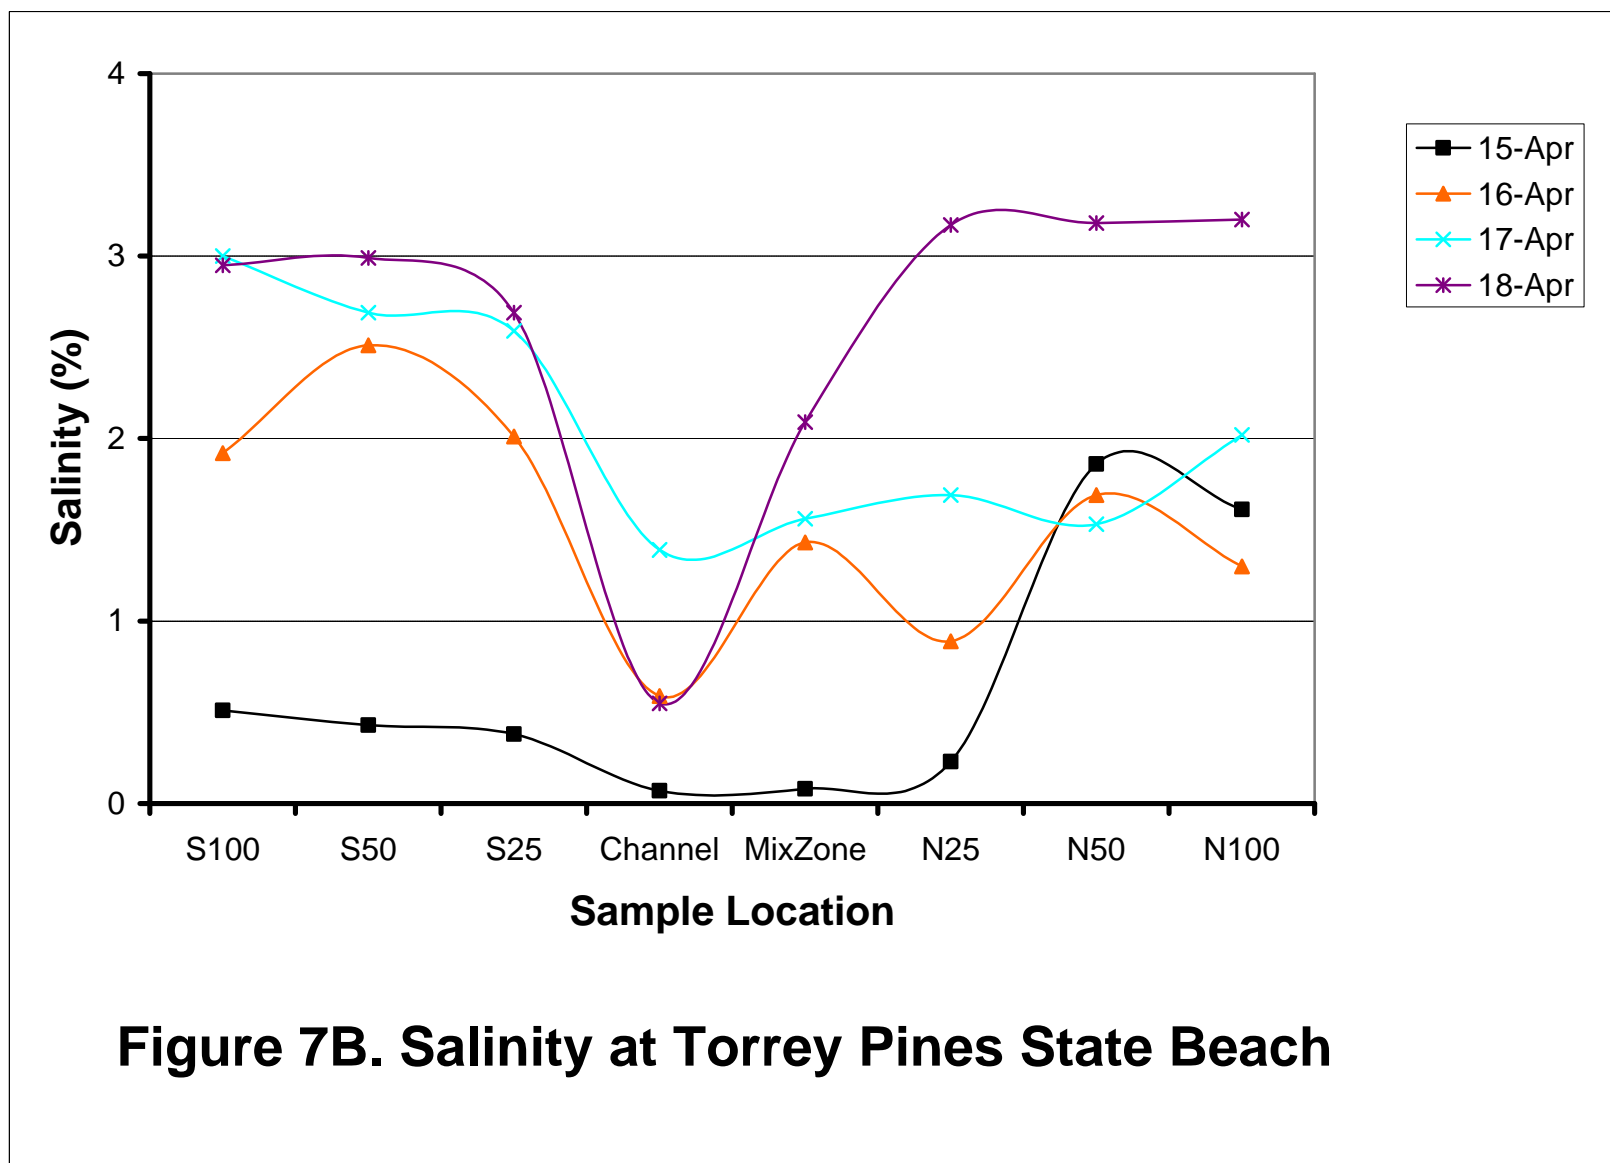 4
3
2
1
0
Salinity (%)
S100 S50 S25 Channel MixZone N25 N50 N100
Sample Location
15-Apr
16-Apr
17-Apr
18-Apr
Figure 7B. Salinity at Torrey Pines State Beach